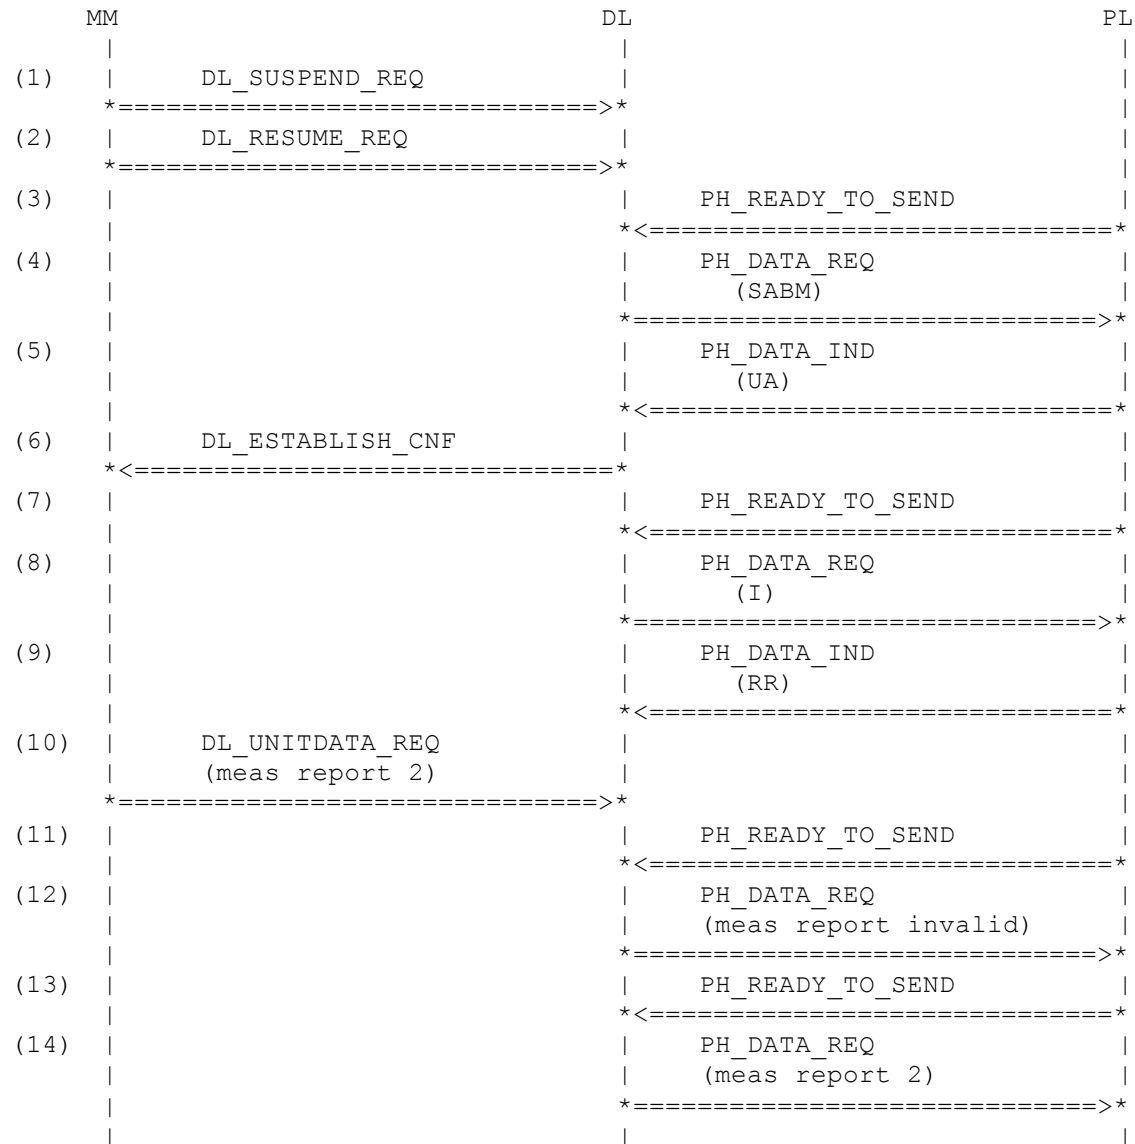 MM DL PL
| | |
(1) | DL_SUSPEND_REQ | |
*==============================>* |
(2) | DL_RESUME_REQ | |
*==============================>* |
(3) | | PH_READY_TO_SEND |
| *<=============================*
(4) | | PH_DATA_REQ |
| | (SABM) |
| *=============================>*
(5) | | PH_DATA_IND |
| | (UA) |
| *<=============================*
(6) | DL_ESTABLISH_CNF | |
*<==============================* |
(7) | | PH_READY_TO_SEND |
| *<=============================*
(8) | | PH_DATA_REQ |
| | (I) |
| *=============================>*
(9) | | PH_DATA_IND |
| | (RR) |
| *<=============================*
(10) | DL_UNITDATA_REQ | |
| (meas report 2) | |
*==============================>* |
(11) | | PH_READY_TO_SEND |
| *<=============================*
(12) | | PH_DATA_REQ |
| | (meas report invalid) |
| *=============================>*
(13) | | PH_READY_TO_SEND |
| *<=============================*
(14) | | PH_DATA_REQ |
| | (meas report 2) |
| *=============================>*
| | |